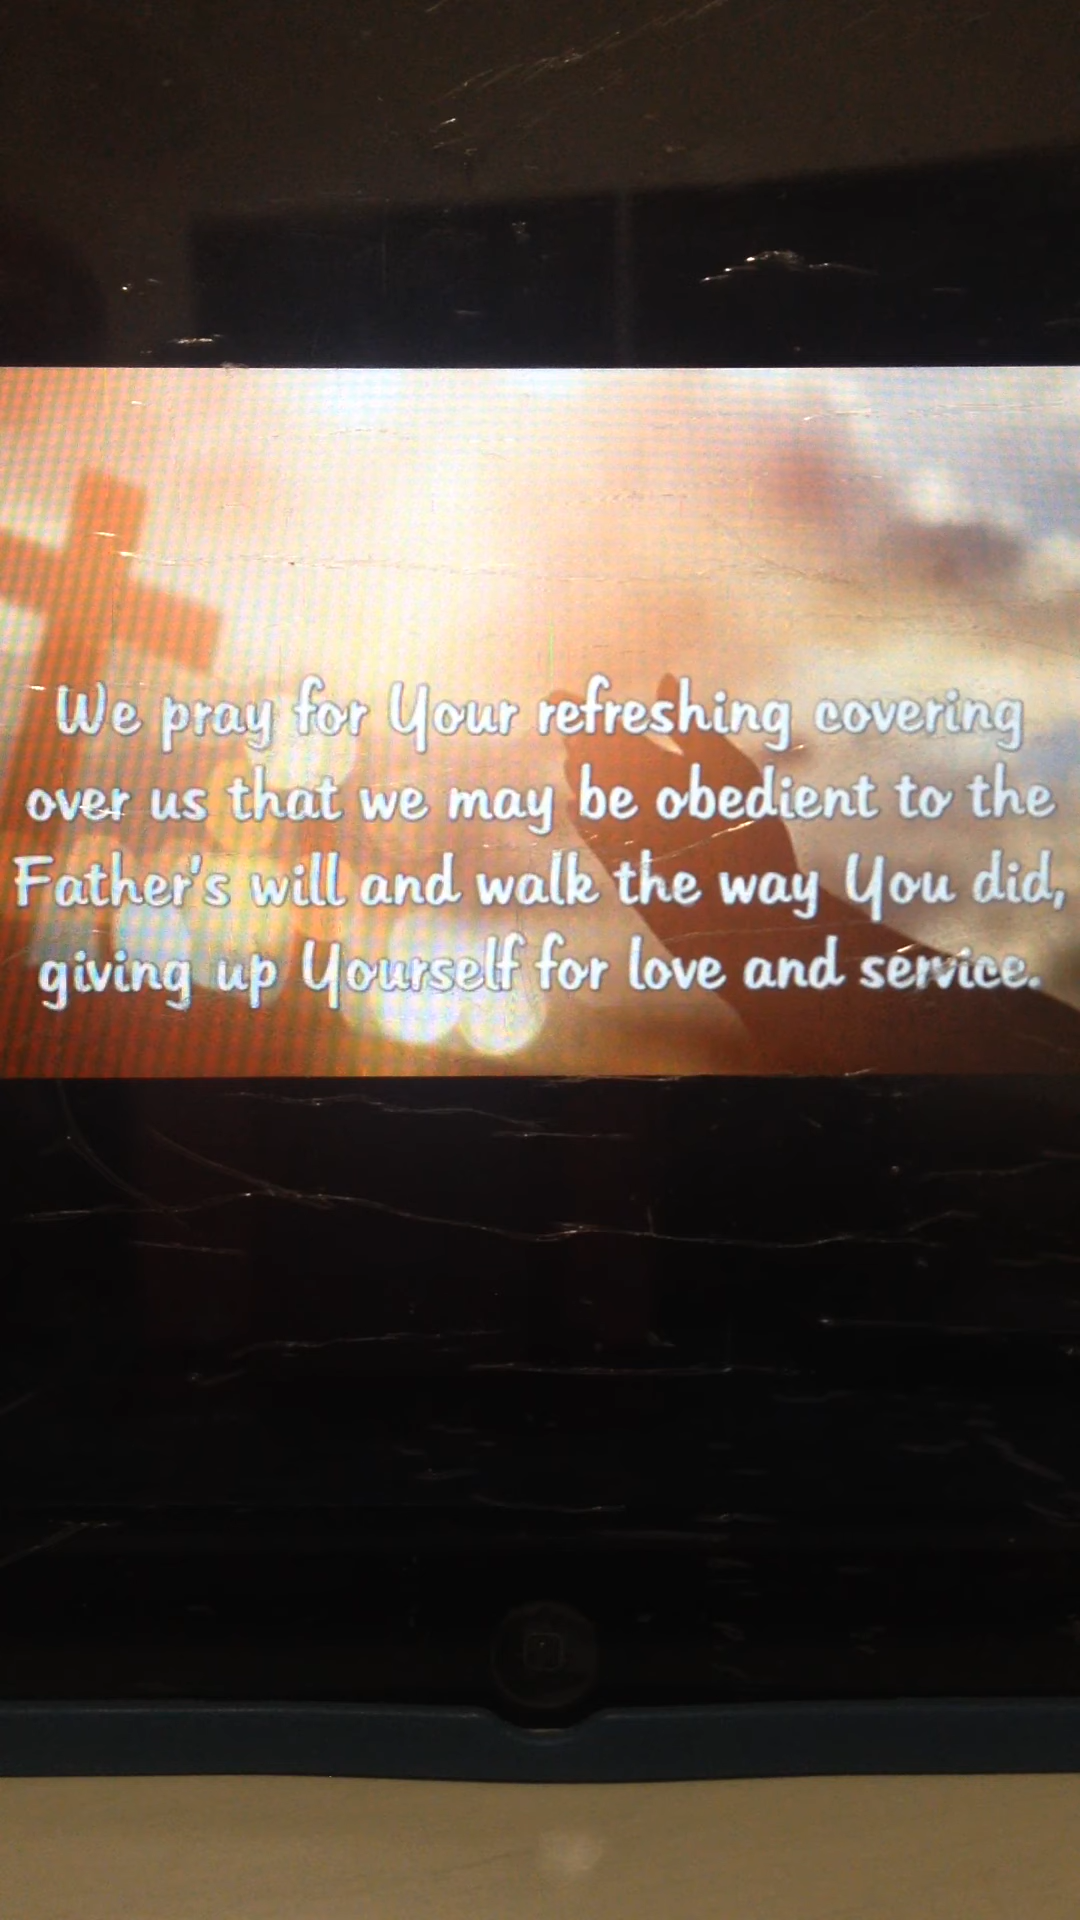 We pray for Your refreshing covering
over us that we may be obedient to the
Father's will and walk the way You did,
giving up Yourself for love and service.